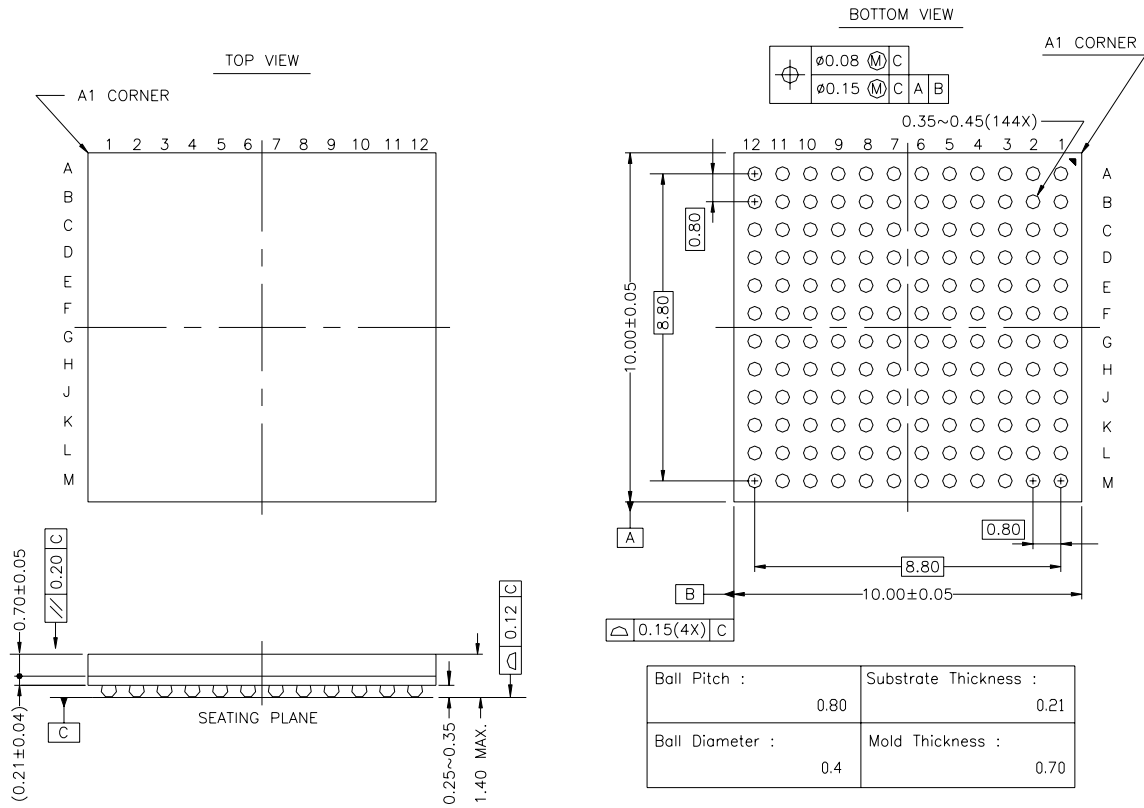 BOTTOM VIEW
TOP VIEW
A1 CORNER
A1 CORNER
ø0.08 Ⓜ C
ø0.15 Ⓜ C A B
0.35~0.45(144X)
1 2 3 4 5 6 7 8 9 10 11 12
A
B
C
D
E
F
G
H
J
K
L
M
12 11 10 9 8 7 6 5 4 3 2 1
A
B
C
D
E
F
G
H
J
K
L
M
0.80
8.80
10.00±0.05
A
0.80
8.80
B
10.00±0.05
0.15(4X) C
0.70±0.05
// 0.20 C
(0.21±0.04)
C
SEATING PLANE
0.25~0.35
1.40 MAX.
0.12 C
Ball Pitch :
0.80
Substrate Thickness :
0.21
Ball Diameter :
0.4
Mold Thickness :
0.70